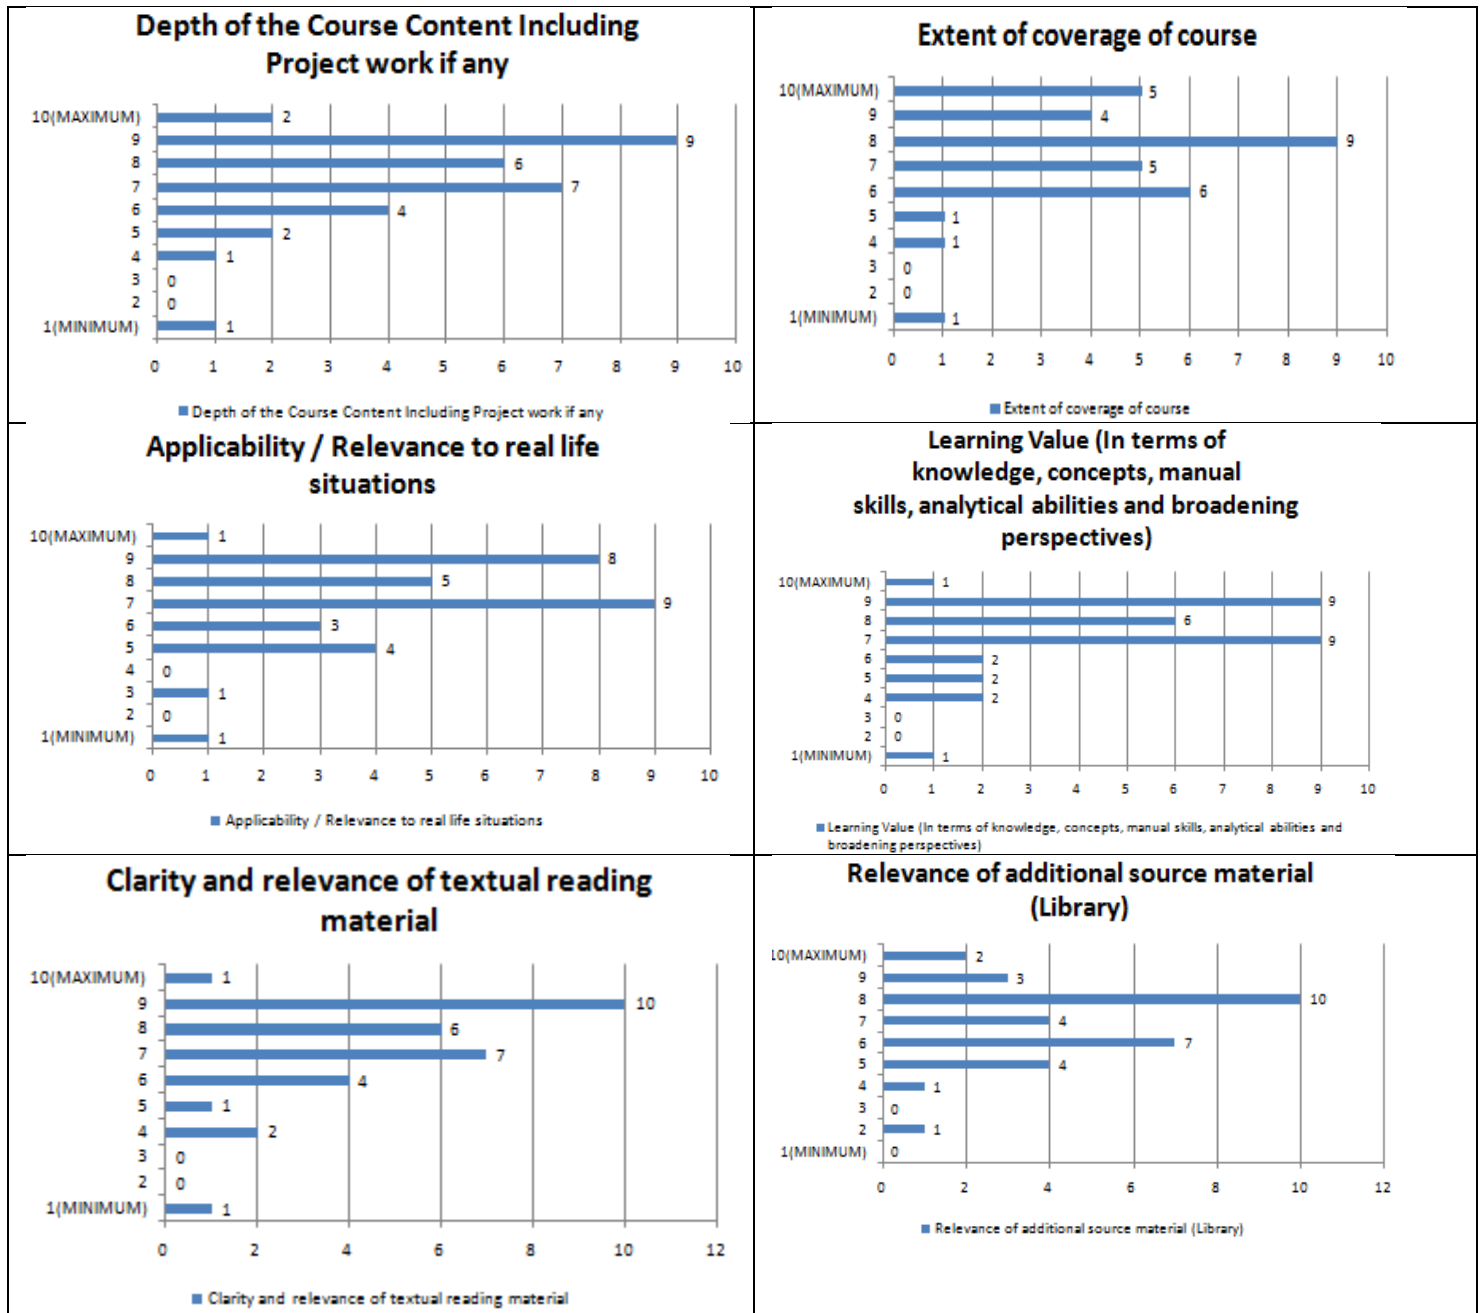 Depth of the Course Content Including
Project work if any
10(MAXIMUM) 2
9 9
8 6
7 7
6 4
5 2
4 1
3 0
2 0
1(MINIMUM) 1
0 1 2 3 4 5 6 7 8 9 10
Depth of the Course Content Including Project work if any
Extent of coverage of course
10(MAXIMUM) 5
9 4
8 9
7 5
6 6
5 1
4 1
3 0
2 0
1(MINIMUM) 1
0 1 2 3 4 5 6 7 8 9 10
Extent of coverage of course
Applicability / Relevance to real life
situations
10(MAXIMUM) 1
9 8
8 5
7 9
6 3
5 4
4 0
3 1
2 0
1(MINIMUM) 1
0 1 2 3 4 5 6 7 8 9 10
Applicability / Relevance to real life situations
Learning Value (In terms of
knowledge, concepts, manual
skills, analytical abilities and broadening
perspectives)
10(MAXIMUM) 1
9 9
8 6
7 9
6 2
5 2
4 2
3 0
2 0
1(MINIMUM) 1
0 1 2 3 4 5 6 7 8 9 10
Learning Value (In terms of knowledge, concepts, manual skills, analytical abilities and
broadening perspectives)
Clarity and relevance of textual reading
material
10(MAXIMUM) 1
9 10
8 6
7 7
6 4
5 1
4 2
3 0
2 0
1(MINIMUM) 1
0 2 4 6 8 10 12
Clarity and relevance of textual reading material
Relevance of additional source material
(Library)
10(MAXIMUM) 2
9 3
8 10
7 4
6 7
5 4
4 1
3 0
2 1
1(MINIMUM) 0
0 2 4 6 8 10 12
Relevance of additional source material (Library)